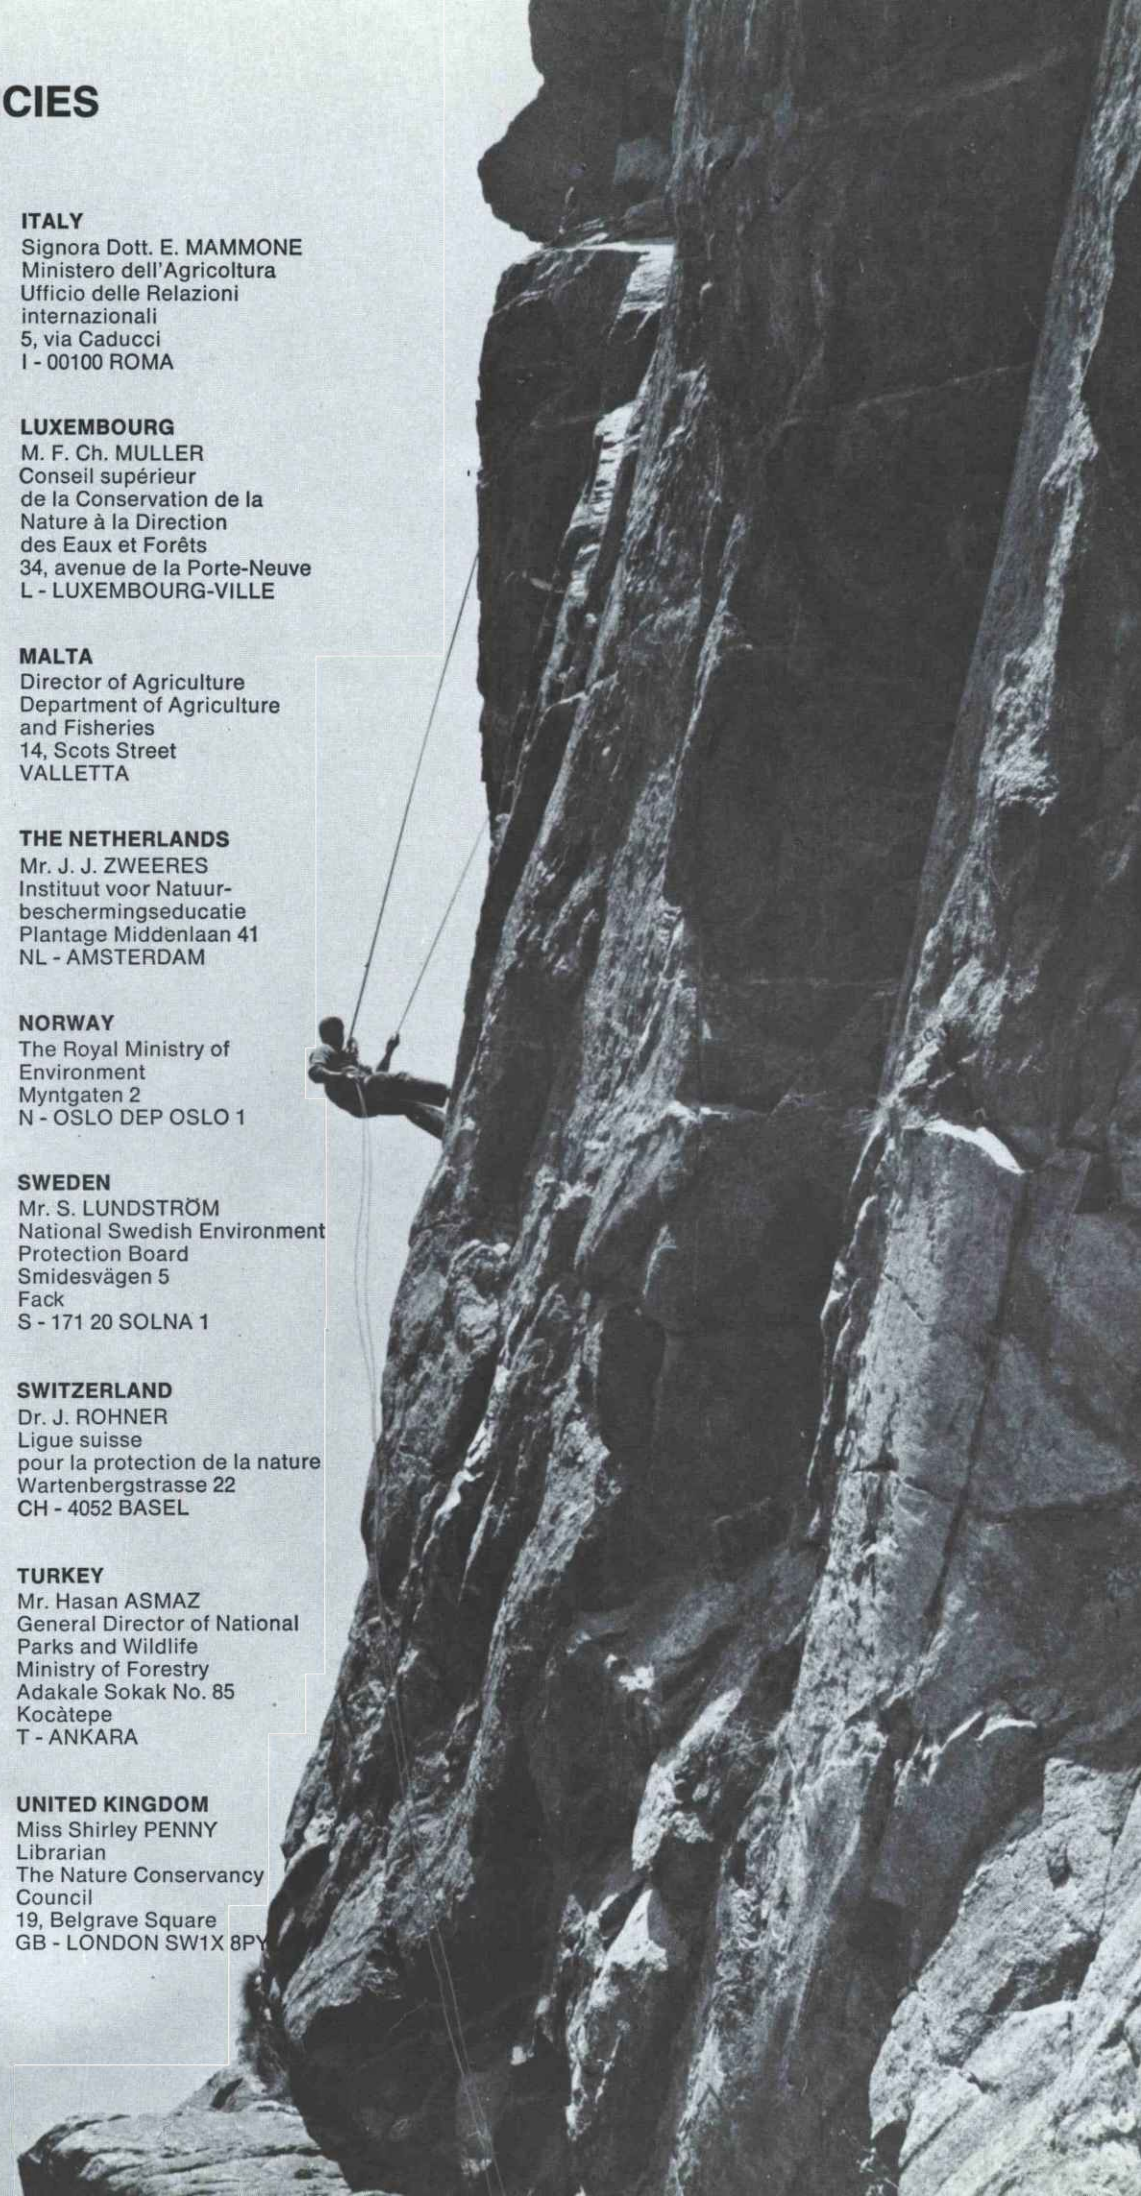 CIES
ITALY
Signora Dott. E. MAMMONE
Ministero dell'Agricoltura
Ufficio delle Relazioni
internazionali
5, via Caducci
I - 00100 ROMA
LUXEMBOURG
M. F. Ch. MULLER
Conseil supérieur
de la Conservation de la
Nature à la Direction
des Eaux et Forêts
34, avenue de la Porte-Neuve
L - LUXEMBOURG-VILLE
MALTA
Director of Agriculture
Department of Agriculture
and Fisheries
14, Scots Street
VALLETTA
THE NETHERLANDS
Mr. J. J. ZWEERES
Instituut voor Natuur-
beschermingseducatie
Plantage Middenlaan 41
NL - AMSTERDAM
NORWAY
The Royal Ministry of
Environment
Myntgaten 2
N - OSLO DEP OSLO 1
SWEDEN
Mr. S. LUNDSTRÖM
National Swedish Environment
Protection Board
Smidesvägen 5
Fack
S - 171 20 SOLNA 1
SWITZERLAND
Dr. J. ROHNER
Ligue suisse
pour la protection de la nature
Wartenbergstrasse 22
CH - 4052 BASEL
TURKEY
Mr. Hasan ASMAZ
General Director of National
Parks and Wildlife
Ministry of Forestry
Adakale Sokak No. 85
Kocàtepe
T - ANKARA
UNITED KINGDOM
Miss Shirley PENNY
Librarian
The Nature Conservancy
Council
19, Belgrave Square
GB - LONDON SW1X 8PY